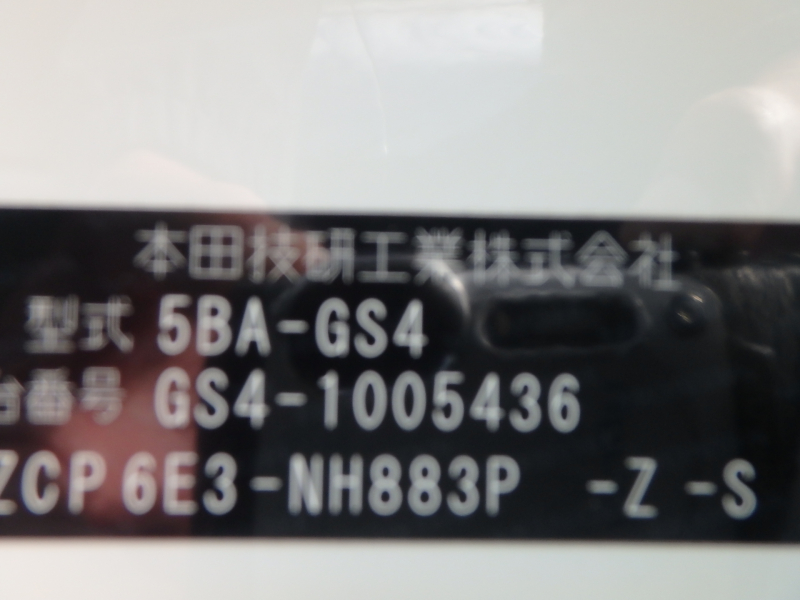 本田技研工業株式会社
型式 5BA-GS4
台番号 GS4-1005436
ZCP 6E3-NH883P -Z -S